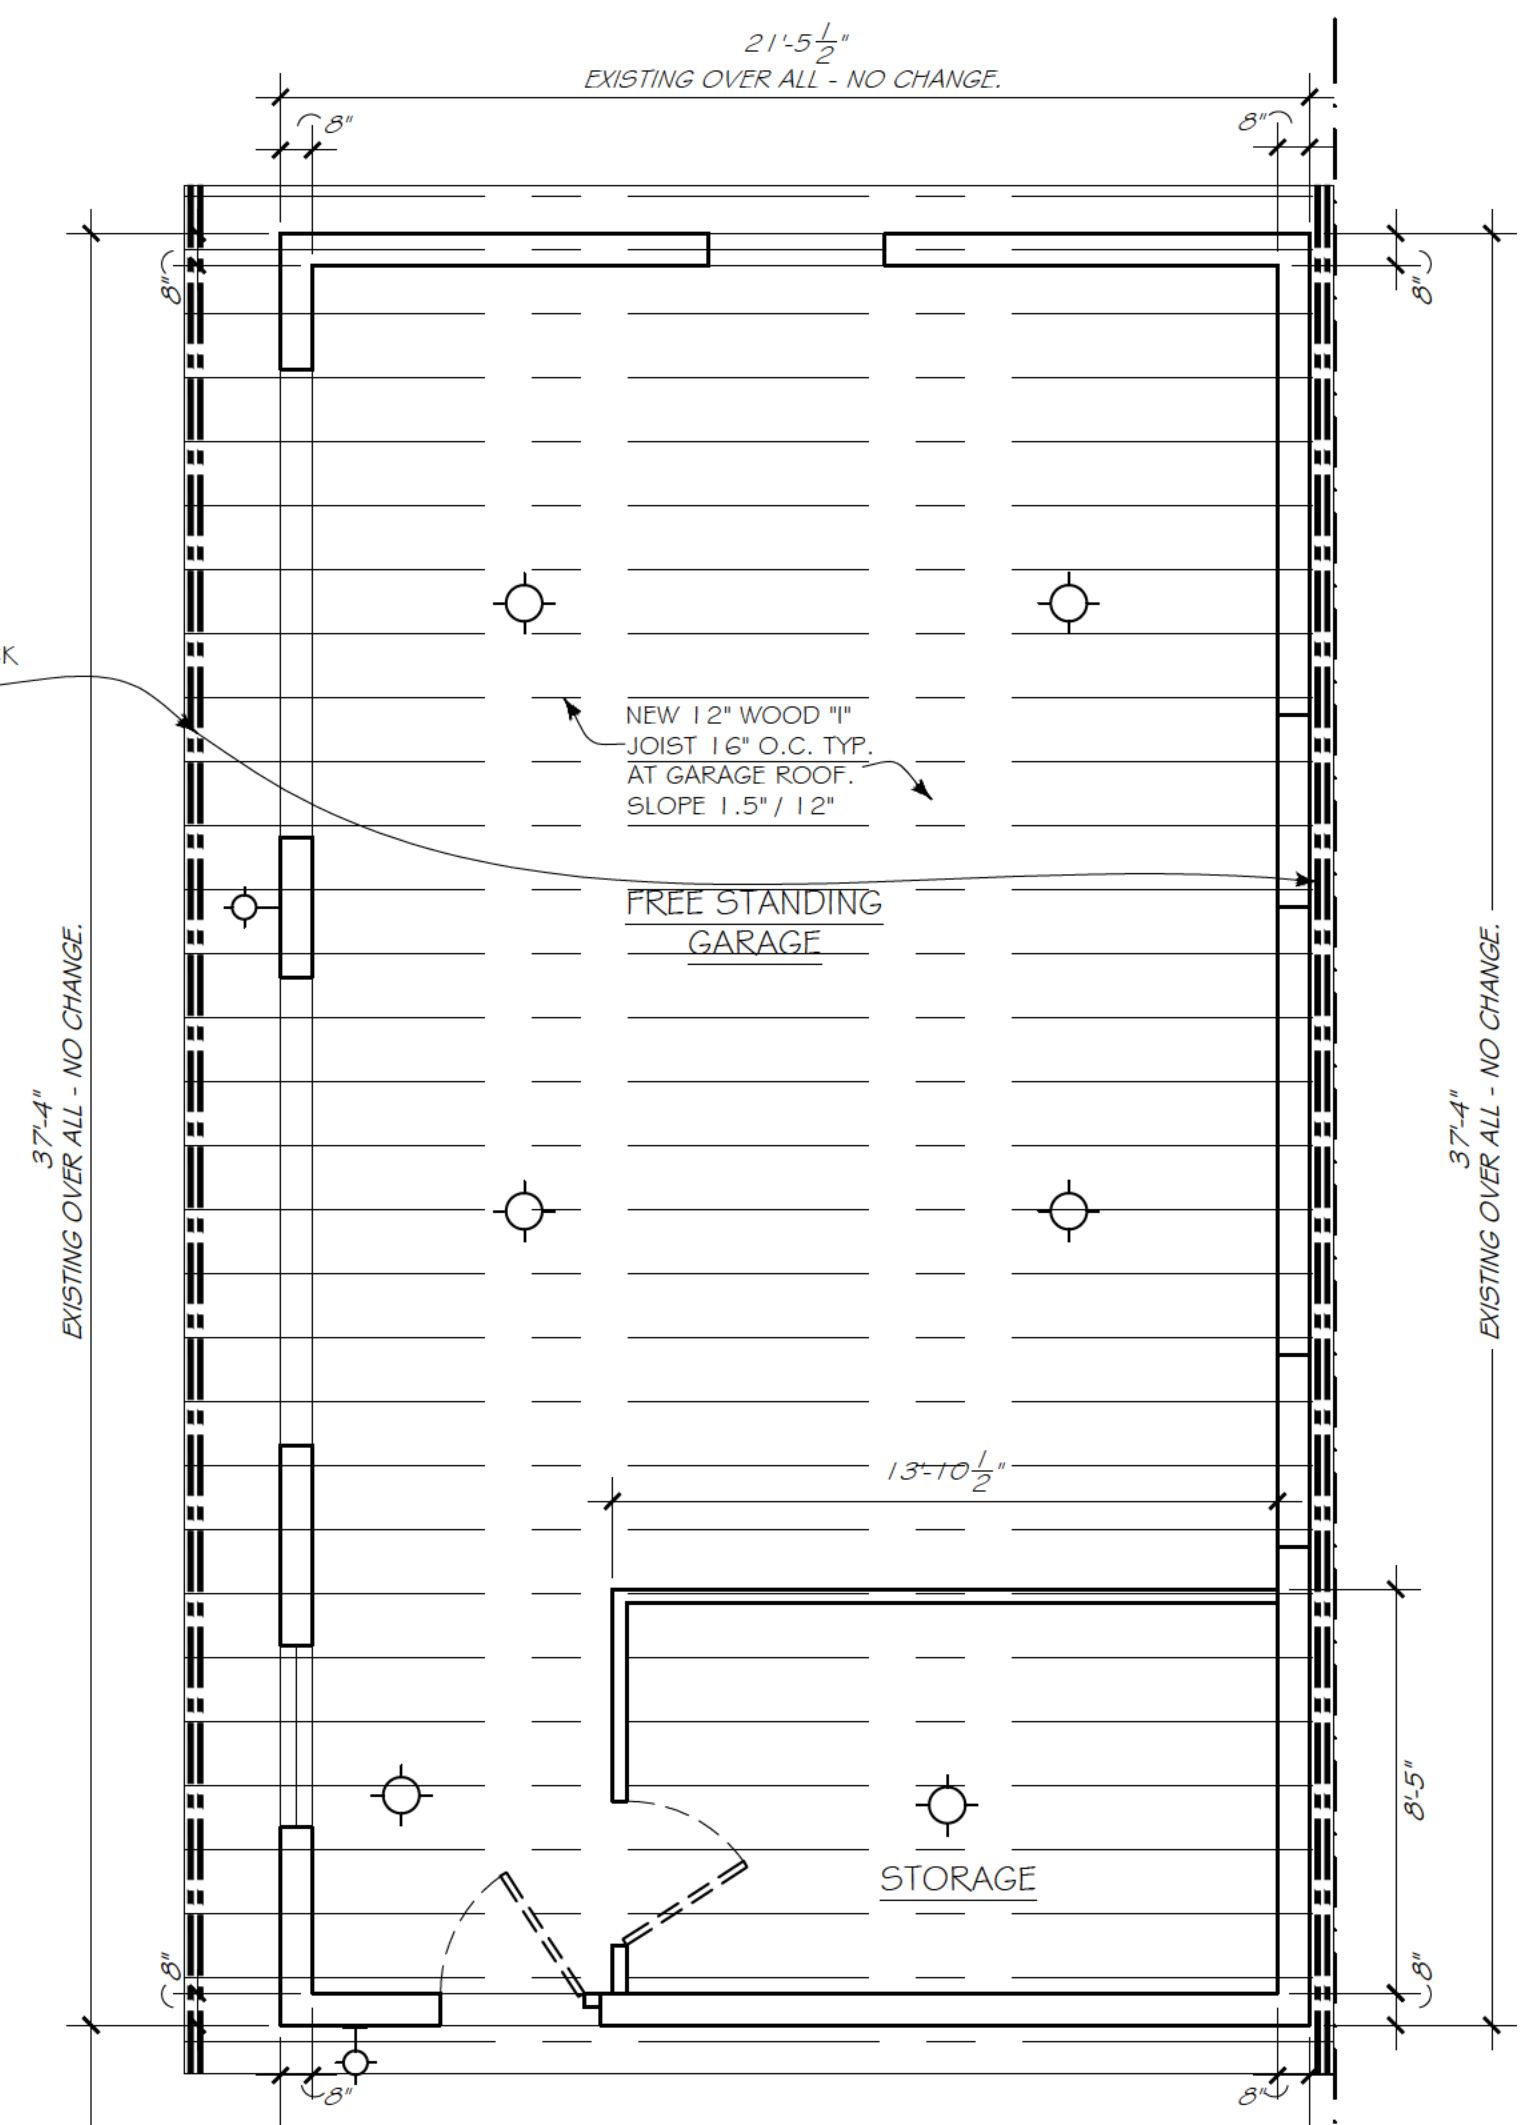 21'-5 1/2"
EXISTING OVER ALL - NO CHANGE.
8"
8"
8"
8"
NEW 12" WOOD "I"
JOIST 16" O.C. TYP.
AT GARAGE ROOF.
SLOPE 1.5" / 12"
FREE STANDING
GARAGE
37'-4"
EXISTING OVER ALL - NO CHANGE.
37'-4"
EXISTING OVER ALL - NO CHANGE.
13'-10 1/2"
8'-5"
STORAGE
8"
8"
8"
8"